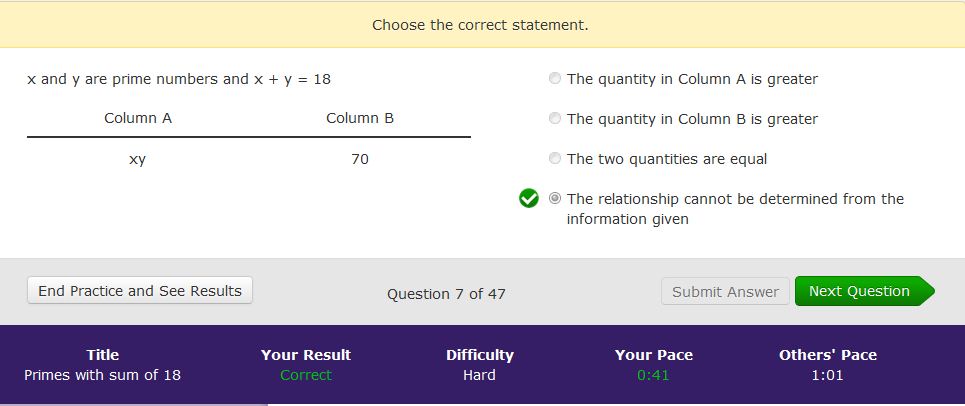 Choose the correct statement.
x and y are prime numbers and x + y = 18
Column A Column B
xy 70
The quantity in Column A is greater
The quantity in Column B is greater
The two quantities are equal
The relationship cannot be determined from the
information given
End Practice and See Results
Question 7 of 47
Submit Answer
Next Question
Title Your Result Difficulty Your Pace Others' Pace
Primes with sum of 18 Correct Hard 0:41 1:01